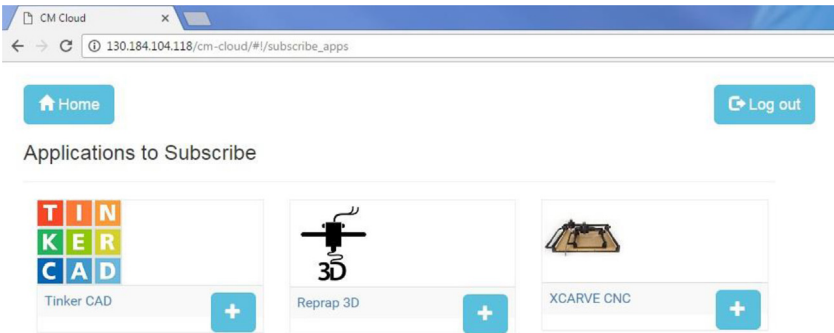 CM Cloud
130.184.104.118/cm-cloud/#!/subscribe_apps
Home
Log out
Applications to Subscribe
T I N
K E R
C A D
3D
Tinker CAD
Reprap 3D
XCARVE CNC